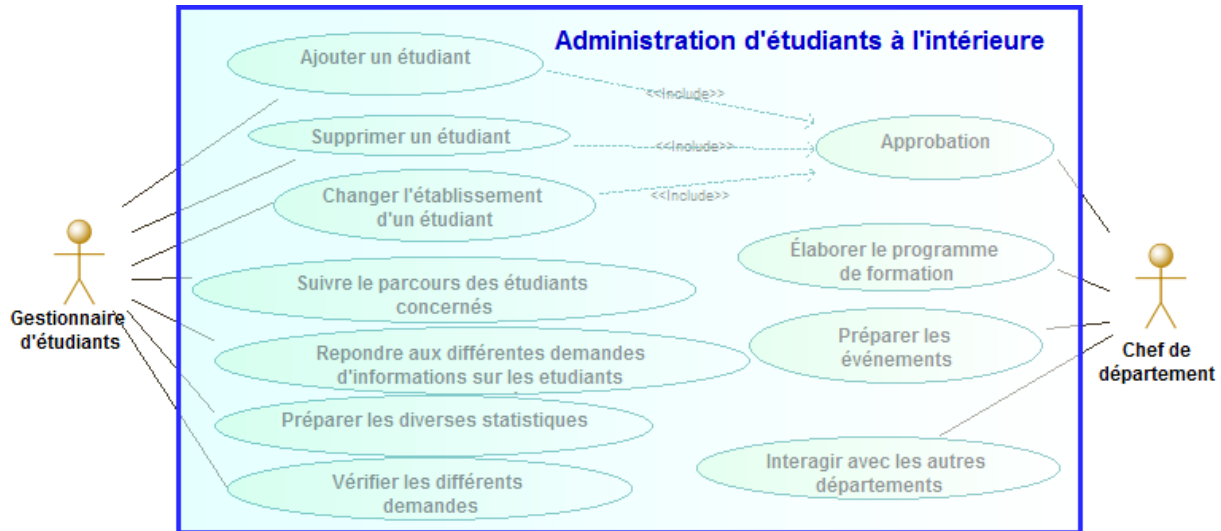 Administration d'étudiants à l'intérieure
Ajouter un étudiant
<<Include>>
Supprimer un étudiant
<<Include>>
Approbation
Changer l'établissement
d'un étudiant
<<Include>>
Élaborer le programme
de formation
Suivre le parcours des étudiants
concernés
Gestionnaire
d'étudiants
Préparer les
événements
Chef de
département
Repondre aux différentes demandes
d'informations sur les etudiants
Préparer les diverses statistiques
Interagir avec les autres
départements
Vérifier les différents
demandes